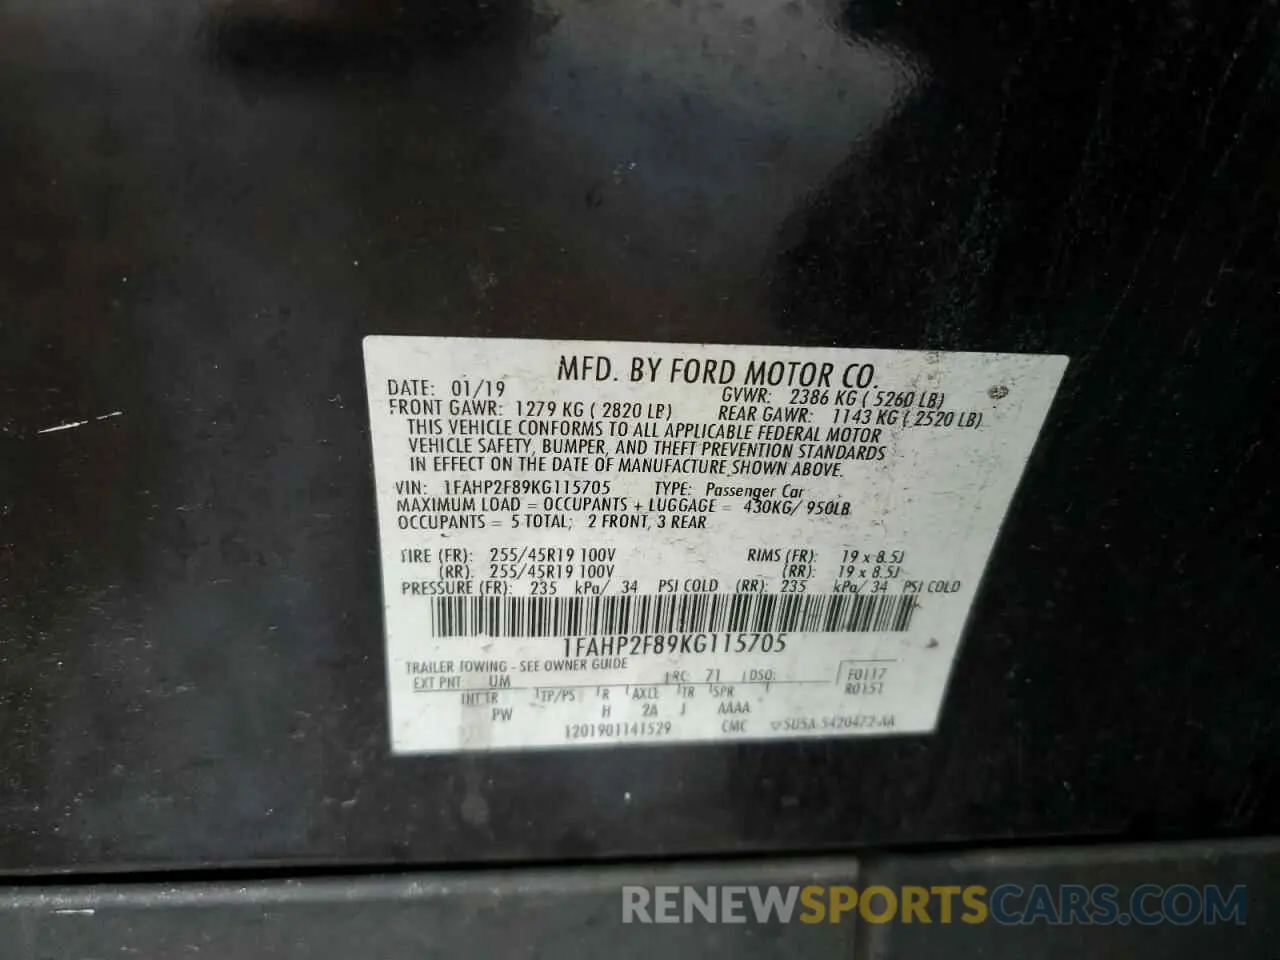 MFD. BY FORD MOTOR CO.
DATE: 01/19 GVWR: 2386 KG ( 5260 LB)
FRONT GAWR: 1279 KG ( 2820 LB) REAR GAWR: 1143 KG ( 2520 LB)
THIS VEHICLE CONFORMS TO ALL APPLICABLE FEDERAL MOTOR
VEHICLE SAFETY, BUMPER, AND THEFT PREVENTION STANDARDS
IN EFFECT ON THE DATE OF MANUFACTURE SHOWN ABOVE.
VIN: 1FAHP2F89KG115705 TYPE: Passenger Car
MAXIMUM LOAD = OCCUPANTS + LUGGAGE = 430KG/ 950LB
OCCUPANTS = 5 TOTAL; 2 FRONT, 3 REAR
TIRE (FR): 255/45R19 100V RIMS (FR): 19 x 8.5J
(RR): 255/45R19 100V (RR): 19 x 8.5J
PRESSURE (FR): 235 kPa/ 34 PSI COLD (RR): 235 kPa/ 34 PSI COLD
1FAHP2F89KG115705
TRAILER TOWING - SEE OWNER GUIDE
EXT PNT: UM RC: 71 DSO: F0117
INT TR TP/PS R AXLE TR SPR R0151
PW H 2A J AAAA
1201901141529 CMC 5U5A-5420472-AA
RENEWSPORTSCARS.COM